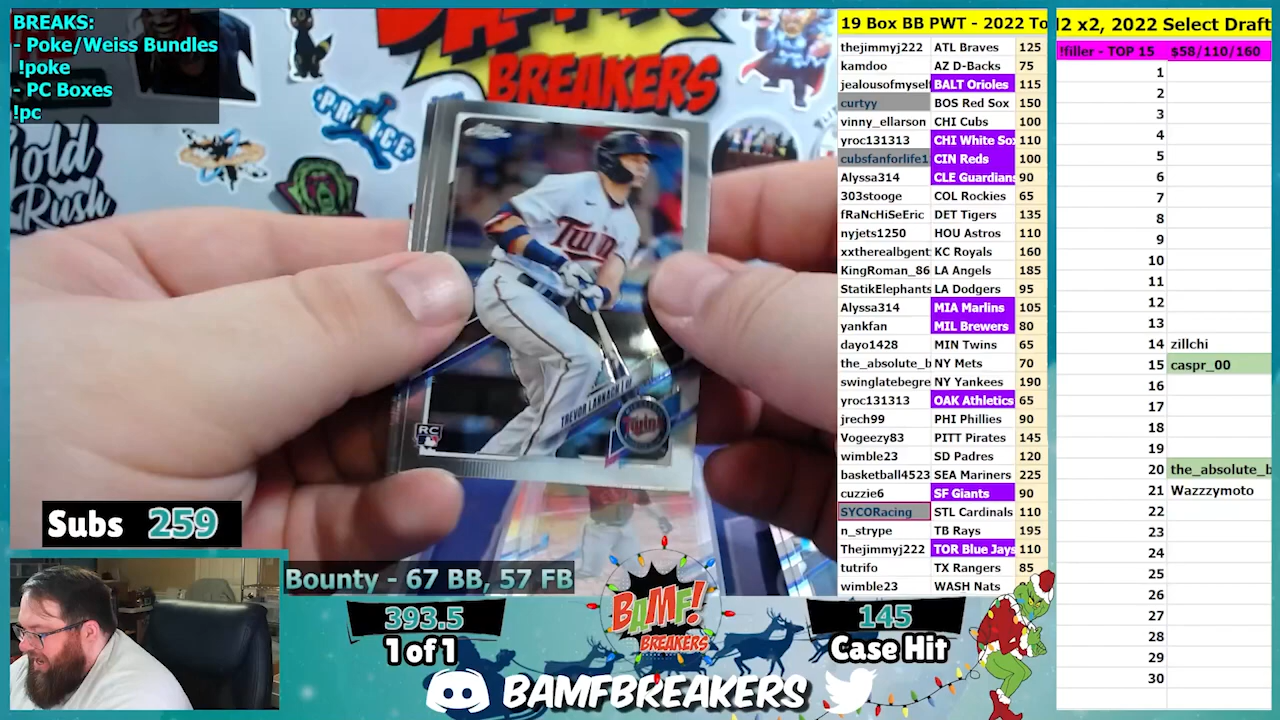 BREAKS:
- Poke/Weiss Bundles
!poke
- PC Boxes
!pc
BREAKERS
PRINCE
Gold
Rush
Chrome
Twin
TREVOR LARNACH
RC
Twins
Subs 259
Bounty - 67 BB, 57 FB
393.5
1 of 1
BAMF!
BREAKERS
145
Case Hit
BAMFBREAKERS
19 Box BB PWT - 2022 To
thejimmyj222 ATL Braves 125
kamdoo AZ D-Backs 75
jealousofmysel BALT Orioles 115
curtyy BOS Red Sox 150
vinny_ellarson CHI Cubs 100
yroc131313 CHI White Sox 110
cubsfanforlife1 CIN Reds 100
Alyssa314 CLE Guardians 90
303stooge COL Rockies 65
fRaNcHiSeEric DET Tigers 135
nyjets1250 HOU Astros 110
xxtherealbgent KC Royals 160
KingRoman_86 LA Angels 185
StatikElephants LA Dodgers 95
Alyssa314 MIA Marlins 105
yankfan MIL Brewers 80
dayo1428 MIN Twins 65
the_absolute_b NY Mets 70
swinglatebegre NY Yankees 190
yroc131313 OAK Athletics 65
jrech99 PHI Phillies 90
Vogeezy83 PITT Pirates 145
wimble23 SD Padres 120
basketball4523 SEA Mariners 225
cuzzie6 SF Giants 90
SYCORacing STL Cardinals 110
n_strype TB Rays 195
Thejimmyj222 TOR Blue Jays 110
tutrifo TX Rangers 85
wimble23 WASH Nats
2 x2, 2022 Select Draft
!filler - TOP 15 $58/110/160
1
2
3
4
5
6
7
8
9
10
11
12
13
14 zillchi
15 caspr_00
16
17
18
19
20 the_absolute_b
21 Wazzzymoto
22
23
24
25
26
27
28
29
30